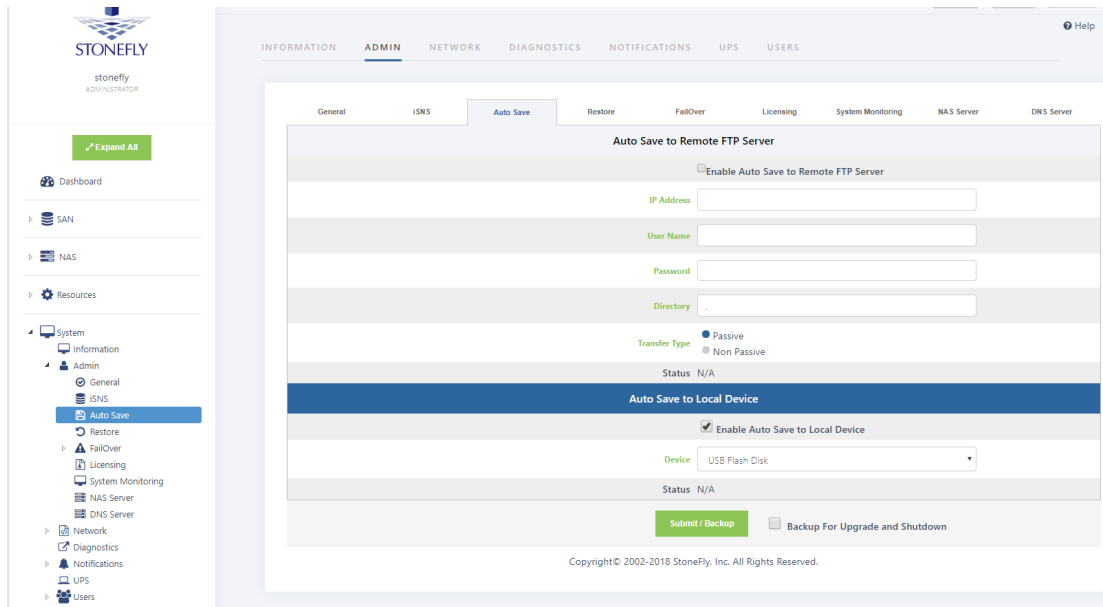 STONEFLY
stonefly
ADMINISTRATOR
Expand All
Dashboard
SAN
NAS
Resources
System
Information
Admin
General
iSNS
Auto Save
Restore
FailOver
Licensing
System Monitoring
NAS Server
DNS Server
Network
Diagnostics
Notifications
UPS
Users
Help
INFORMATION ADMIN NETWORK DIAGNOSTICS NOTIFICATIONS UPS USERS
General iSNS Auto Save Restore FailOver Licensing System Monitoring NAS Server DNS Server
Auto Save to Remote FTP Server
Enable Auto Save to Remote FTP Server
IP Address
User Name
Password
Directory .
Transfer Type Passive
Non Passive
Status N/A
Auto Save to Local Device
Enable Auto Save to Local Device
Device USB Flash Disk
Status N/A
Submit / Backup Backup For Upgrade and Shutdown
Copyright© 2002-2018 StoneFly, Inc. All Rights Reserved.